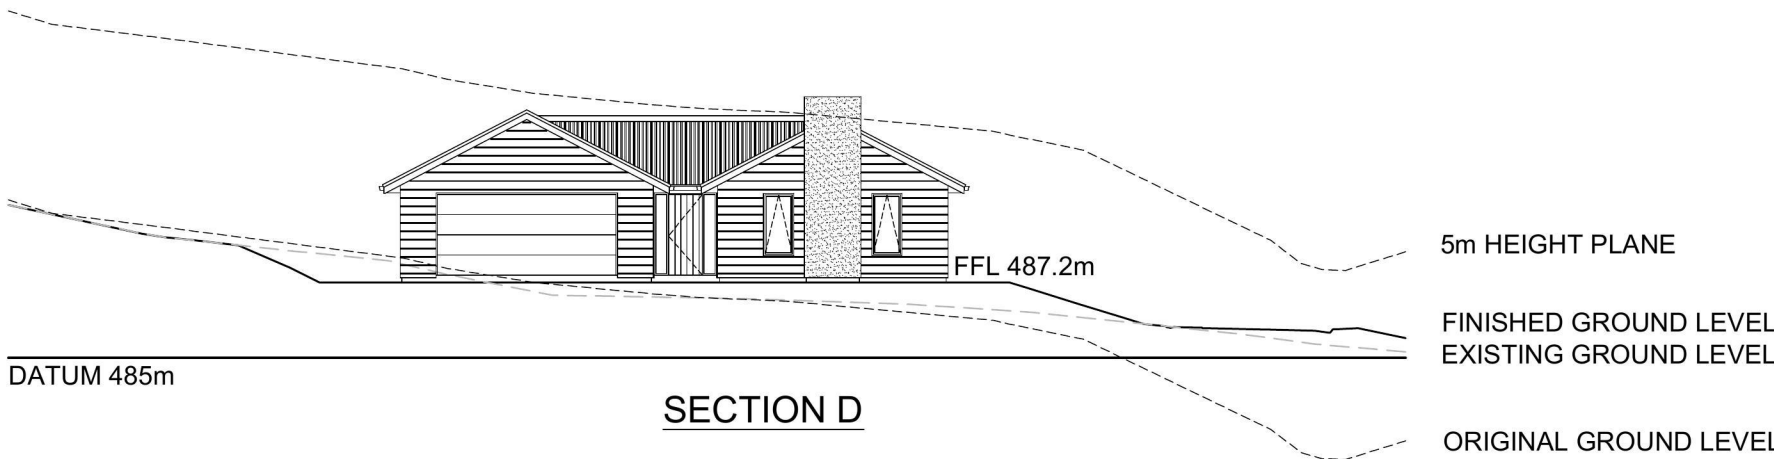 5m HEIGHT PLANE
FFL 487.2m
FINISHED GROUND LEVEL
EXISTING GROUND LEVEL
DATUM 485m
SECTION D
ORIGINAL GROUND LEVEL